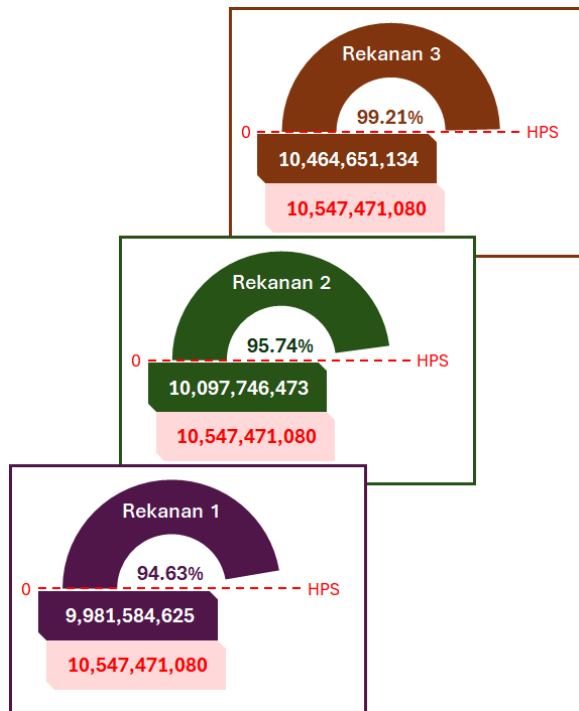 Rekanan 3
99.21%
0 HPS
10,464,651,134
10,547,471,080
Rekanan 2
95.74%
0 HPS
10,097,746,473
10,547,471,080
Rekanan 1
94.63%
0 HPS
9,981,584,625
10,547,471,080